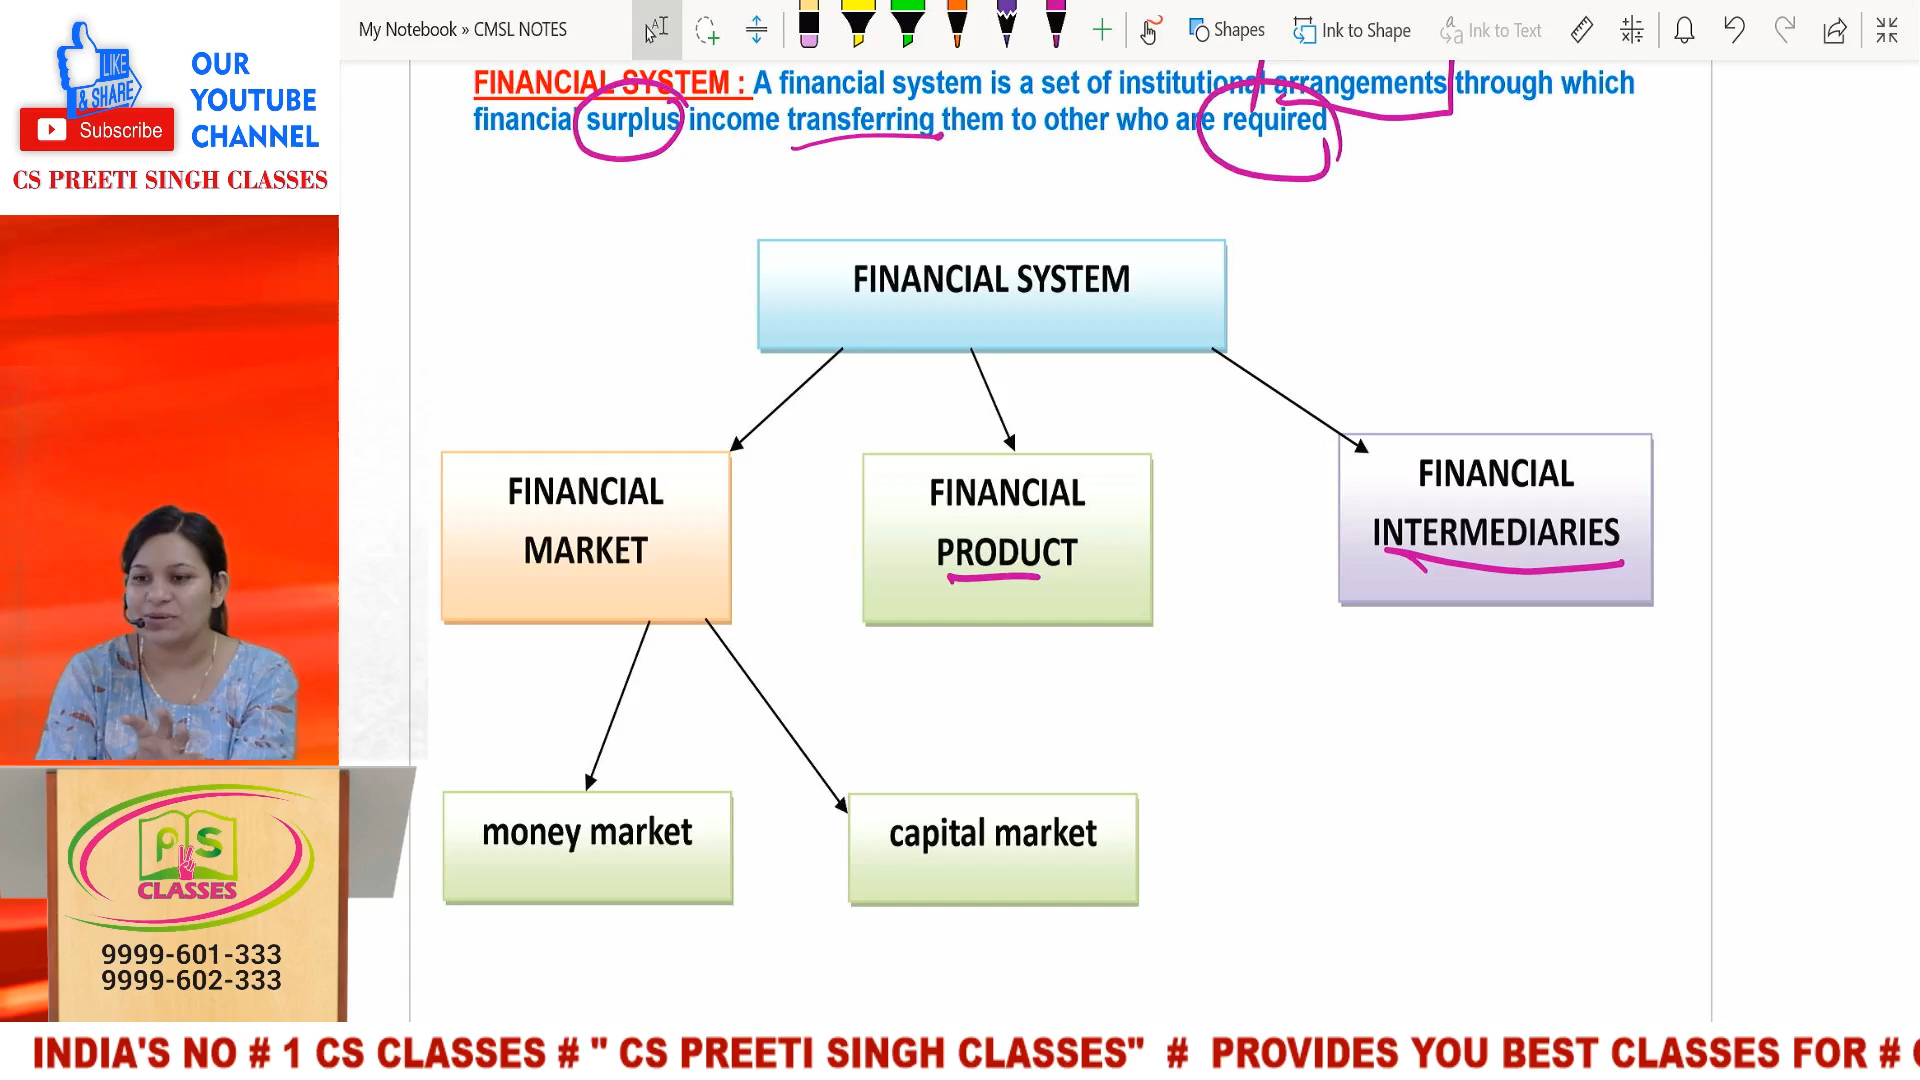 My Notebook » CMSL NOTES
Shapes
Ink to Shape
Ink to Text
LIKE
& SHARE
Subscribe
OUR
YOUTUBE
CHANNEL
CS PREETI SINGH CLASSES
FINANCIAL SYSTEM : A financial system is a set of institutional arrangements through which
financial surplus income transferring them to other who are required
FINANCIAL SYSTEM
FINANCIAL
MARKET
FINANCIAL
PRODUCT
FINANCIAL
INTERMEDIARIES
money market
capital market
PS
CLASSES
9999-601-333
9999-602-333
INDIA'S NO # 1 CS CLASSES # " CS PREETI SINGH CLASSES" # PROVIDES YOU BEST CLASSES FOR #